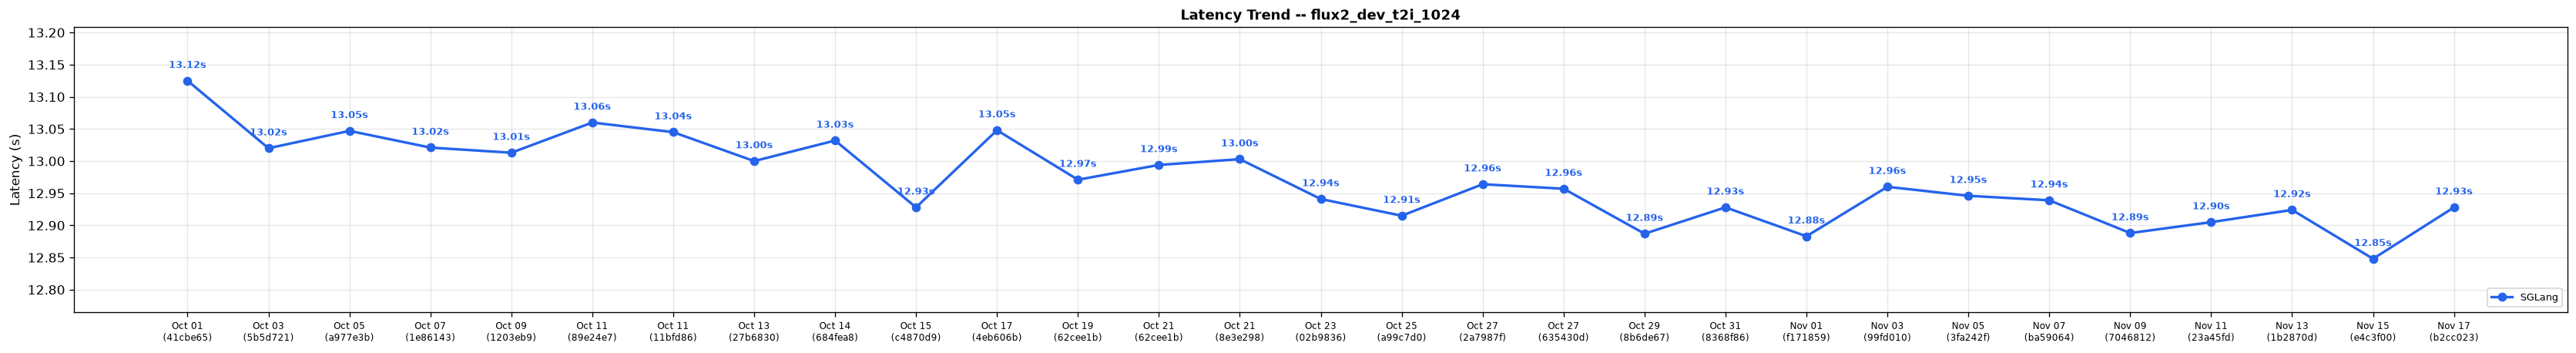 Latency Trend -- flux2_dev_t2i_1024
Latency (s)
13.20
13.15
13.10
13.05
13.00
12.95
12.90
12.85
12.80
13.12s
13.02s
13.05s
13.02s
13.01s
13.06s
13.04s
13.00s
13.03s
12.93s
13.05s
12.97s
12.99s
13.00s
12.94s
12.91s
12.96s
12.96s
12.89s
12.93s
12.88s
12.96s
12.95s
12.94s
12.89s
12.90s
12.92s
12.85s
12.93s
SGLang
Oct 01
(41cbe65)
Oct 03
(5b5d721)
Oct 05
(a977e3b)
Oct 07
(1e86143)
Oct 09
(1203eb9)
Oct 11
(89e24e7)
Oct 11
(11bfd86)
Oct 13
(27b6830)
Oct 14
(684fea8)
Oct 15
(c4870d9)
Oct 17
(4eb606b)
Oct 19
(62cee1b)
Oct 21
(62cee1b)
Oct 21
(8e3e298)
Oct 23
(02b9836)
Oct 25
(a99c7d0)
Oct 27
(2a7987f)
Oct 27
(635430d)
Oct 29
(8b6de67)
Oct 31
(8368f86)
Nov 01
(f171859)
Nov 03
(99fd010)
Nov 05
(3fa242f)
Nov 07
(ba59064)
Nov 09
(7046812)
Nov 11
(23a45fd)
Nov 13
(1b2870d)
Nov 15
(e4c3f00)
Nov 17
(b2cc023)